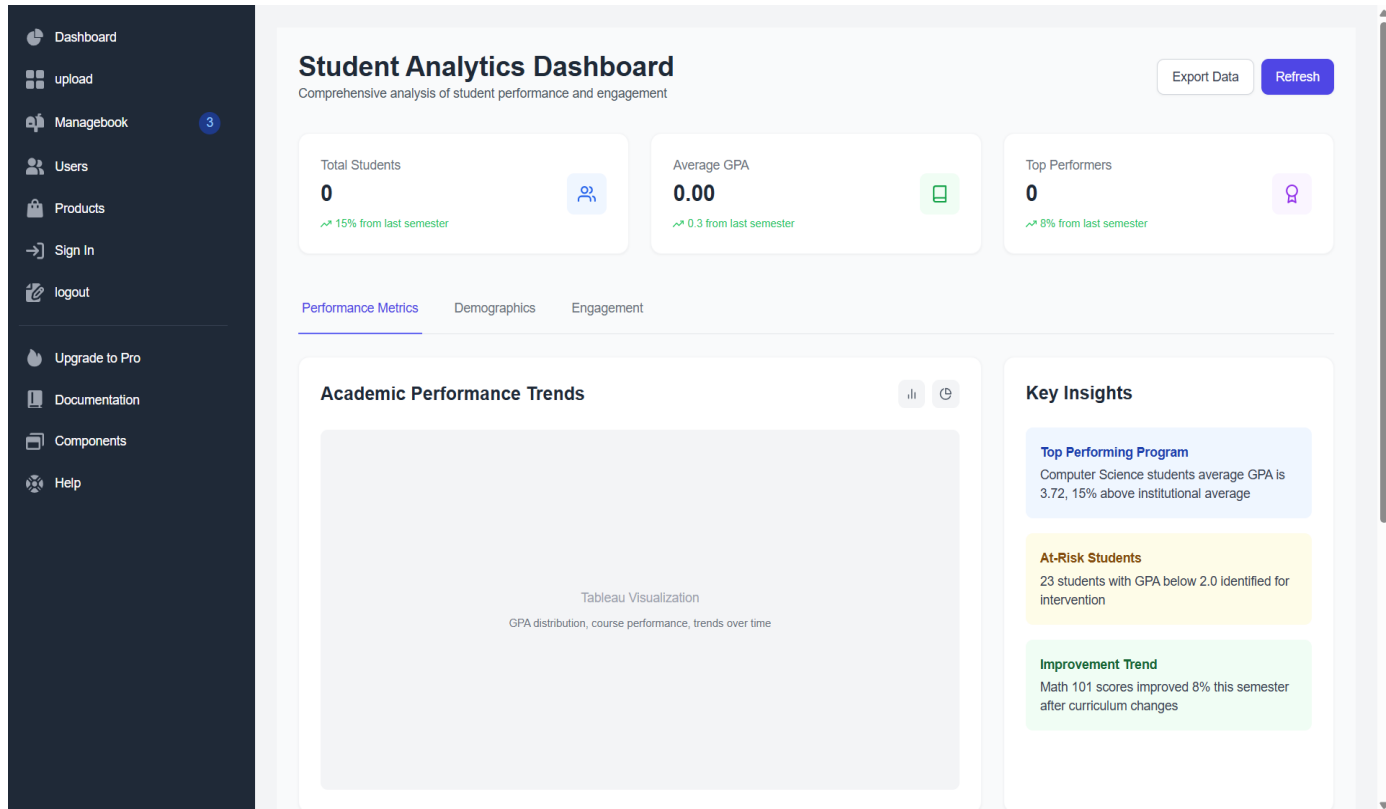 Dashboard
upload
Managebook
3
Users
Products
Sign In
logout
Upgrade to Pro
Documentation
Components
Help
Student Analytics Dashboard
Comprehensive analysis of student performance and engagement
Export Data
Refresh
Total Students
0
15% from last semester
Average GPA
0.00
0.3 from last semester
Top Performers
0
8% from last semester
Performance Metrics
Demographics
Engagement
Academic Performance Trends
Tableau Visualization
GPA distribution, course performance, trends over time
Key Insights
Top Performing Program
Computer Science students average GPA is
3.72, 15% above institutional average
At-Risk Students
23 students with GPA below 2.0 identified for
intervention
Improvement Trend
Math 101 scores improved 8% this semester
after curriculum changes